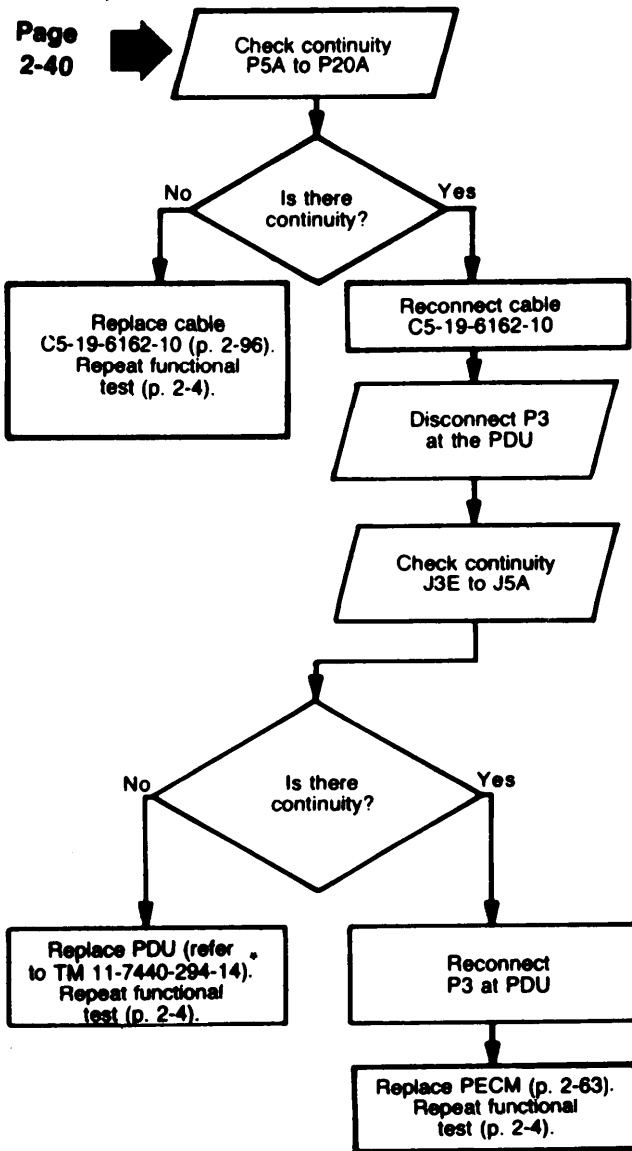 Page
2-40
Check continuity
P5A to P20A
Is there
continuity?
No
Yes
Replace cable
C5-19-6162-10 (p. 2-96).
Repeat functional
test (p. 2-4).
Reconnect cable
C5-19-6162-10
Disconnect P3
at the PDU
Check continuity
J3E to J5A
Is there
continuity?
No
Yes
Replace PDU (refer
to TM 11-7440-294-14).*
Repeat functional
test (p. 2-4).
Reconnect
P3 at PDU
Replace PECM (p. 2-63).
Repeat functional
test (p. 2-4).